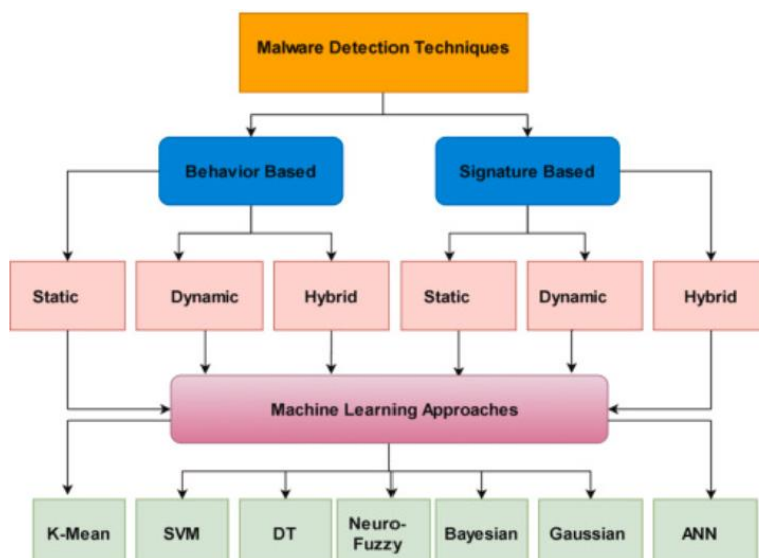 Malware Detection Techniques
Behavior Based
Signature Based
Static
Dynamic
Hybrid
Static
Dynamic
Hybrid
Machine Learning Approaches
K-Mean
SVM
DT
Neuro-
Fuzzy
Bayesian
Gaussian
ANN